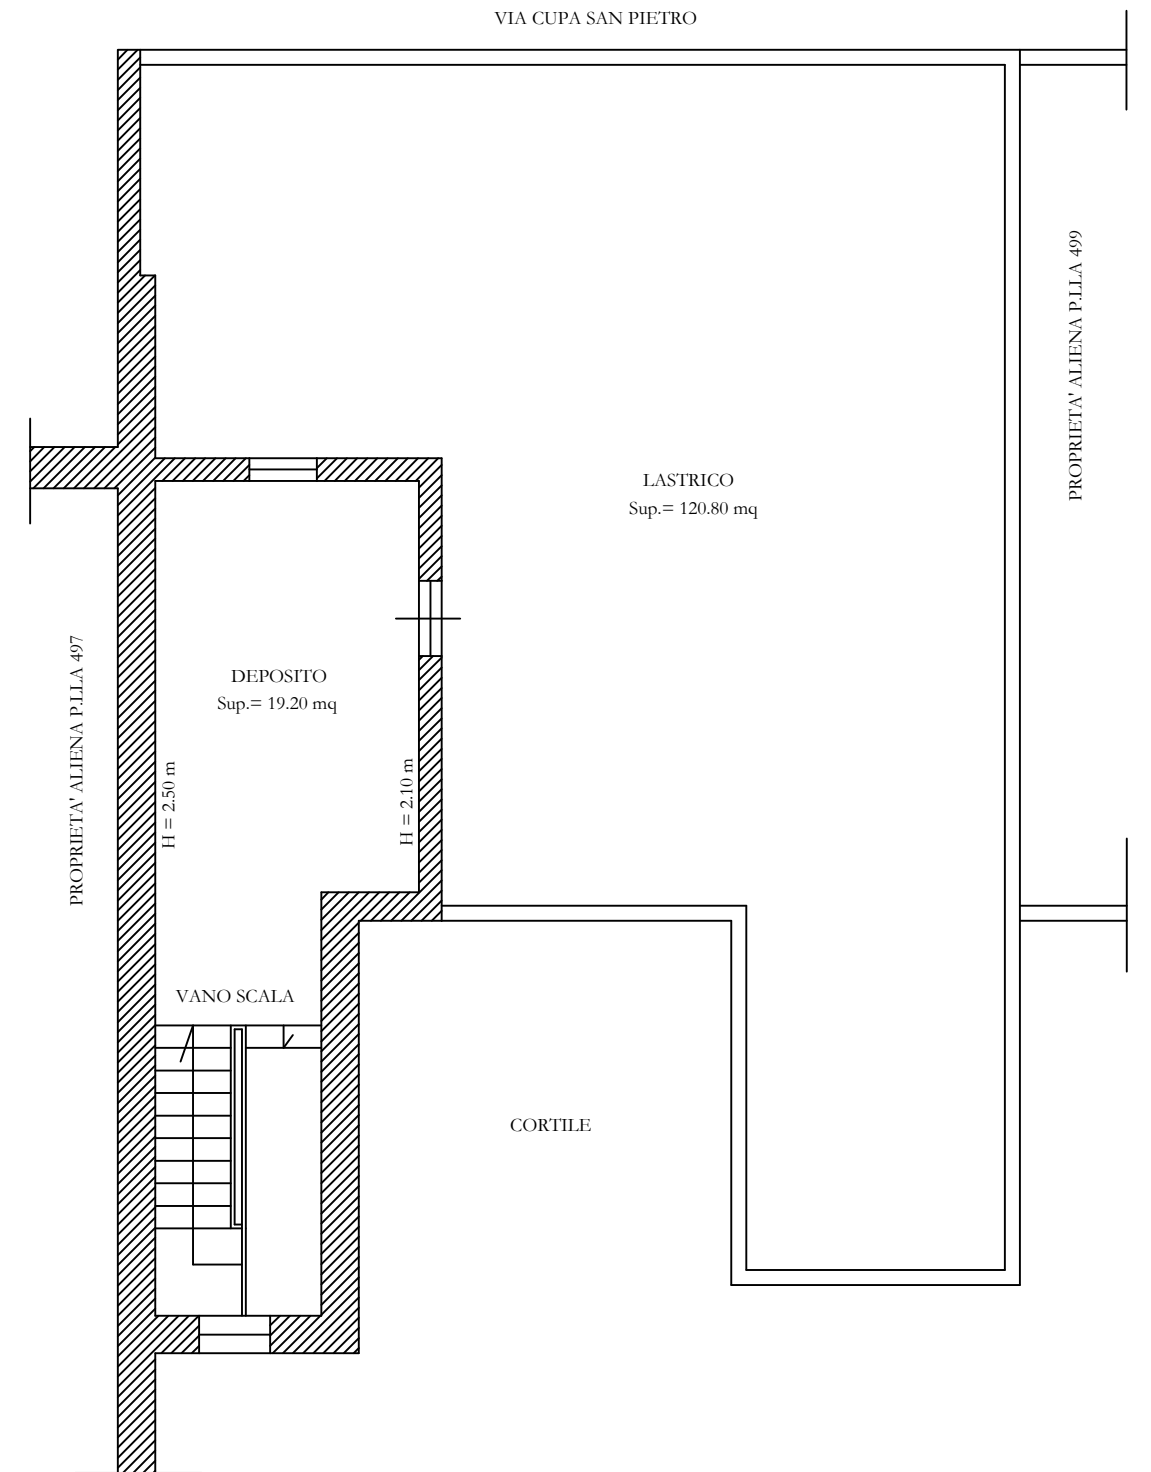 VIA CUPA SAN PIETRO
PROPRIETA' ALIENA P.LLA 499
LASTRICO
Sup.= 120.80 mq
PROPRIETA' ALIENA P.LLA 497
DEPOSITO
Sup.= 19.20 mq
H = 2.50 m
H = 2.10 m
VANO SCALA
CORTILE